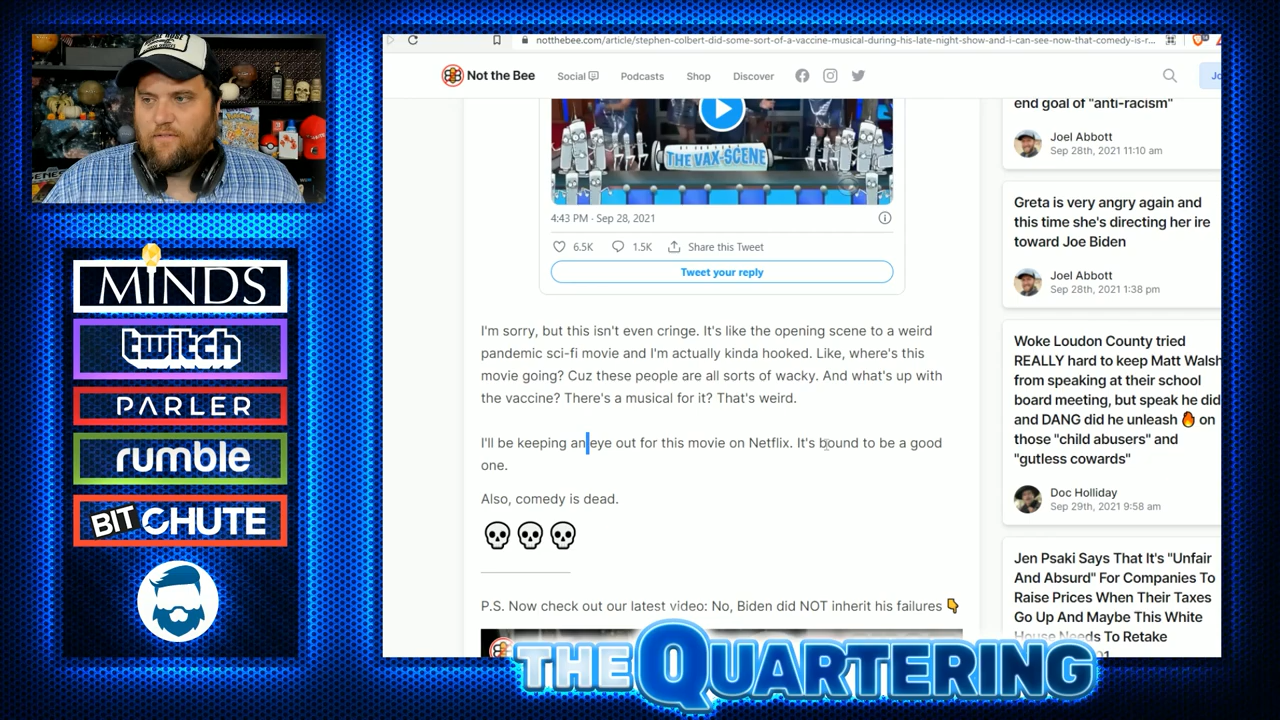 notthebee.com/article/stephen-colbert-did-some-sort-of-a-vaccine-musical-during-his-late-night-show-and-i-can-see-now-that-comedy-is-r...
Not the Bee
Social
Podcasts
Shop
Discover
THE VAX-SCENE
4:43 PM · Sep 28, 2021
6.5K
1.5K
Share this Tweet
Tweet your reply
I'm sorry, but this isn't even cringe. It's like the opening scene to a weird
pandemic sci-fi movie and I'm actually kinda hooked. Like, where's this
movie going? Cuz these people are all sorts of wacky. And what's up with
the vaccine? There's a musical for it? That's weird.
I'll be keeping an eye out for this movie on Netflix. It's bound to be a good
one.
Also, comedy is dead.
P.S. Now check out our latest video: No, Biden did NOT inherit his failures
end goal of "anti-racism"
Joel Abbott
Sep 28th, 2021 11:10 am
Greta is very angry again and
this time she's directing her ire
toward Joe Biden
Joel Abbott
Sep 28th, 2021 1:38 pm
Woke Loudon County tried
REALLY hard to keep Matt Walsh
from speaking at their school
board meeting, but speak he did
and DANG did he unleash 🔥 on
those "child abusers" and
"gutless cowards"
Doc Holliday
Sep 29th, 2021 9:58 am
Jen Psaki Says That It's "Unfair
And Absurd" For Companies To
Raise Prices When Their Taxes
Go Up And Maybe This White
House Needs To Retake
MINDS
twitch
PARLER
rumble
BITCHUTE
THE QUARTERING